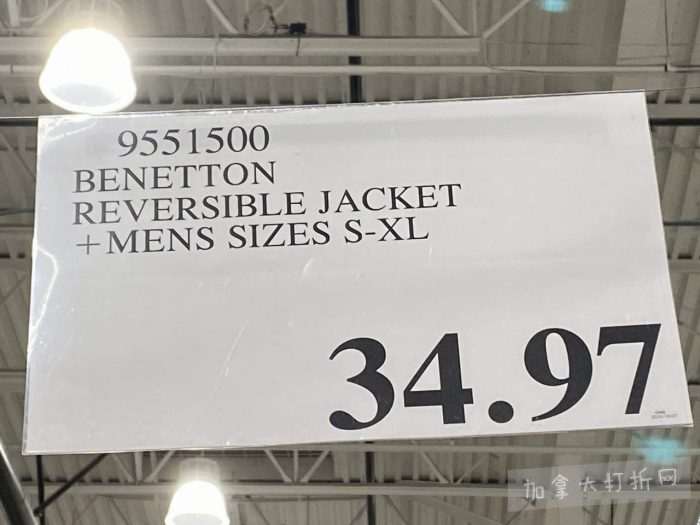 9551500
BENETTON
REVERSIBLE JACKET
+MENS SIZES S-XL
34.97
加拿大打折网